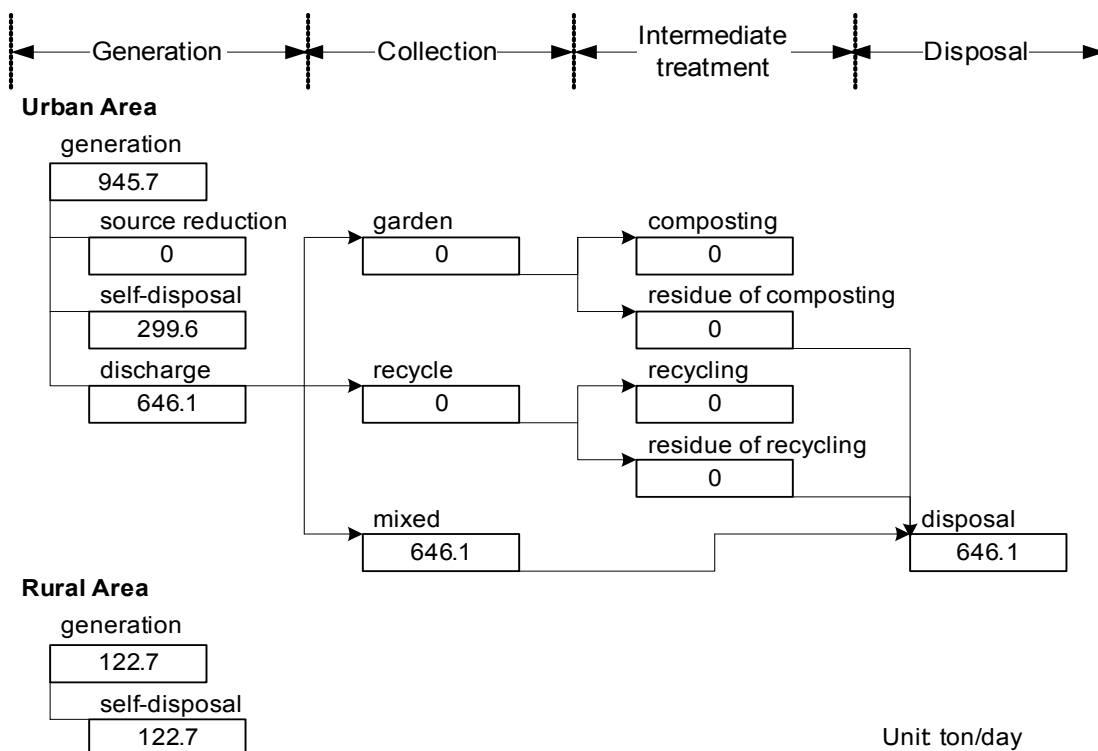 Generation
Collection
Intermediate
treatment
Disposal
Urban Area
generation
945.7
source reduction
0
self-disposal
299.6
discharge
646.1
garden
0
composting
0
residue of composting
0
recycle
0
recycling
0
residue of recycling
0
mixed
646.1
disposal
646.1
Rural Area
generation
122.7
self-disposal
122.7
Unit: ton/day